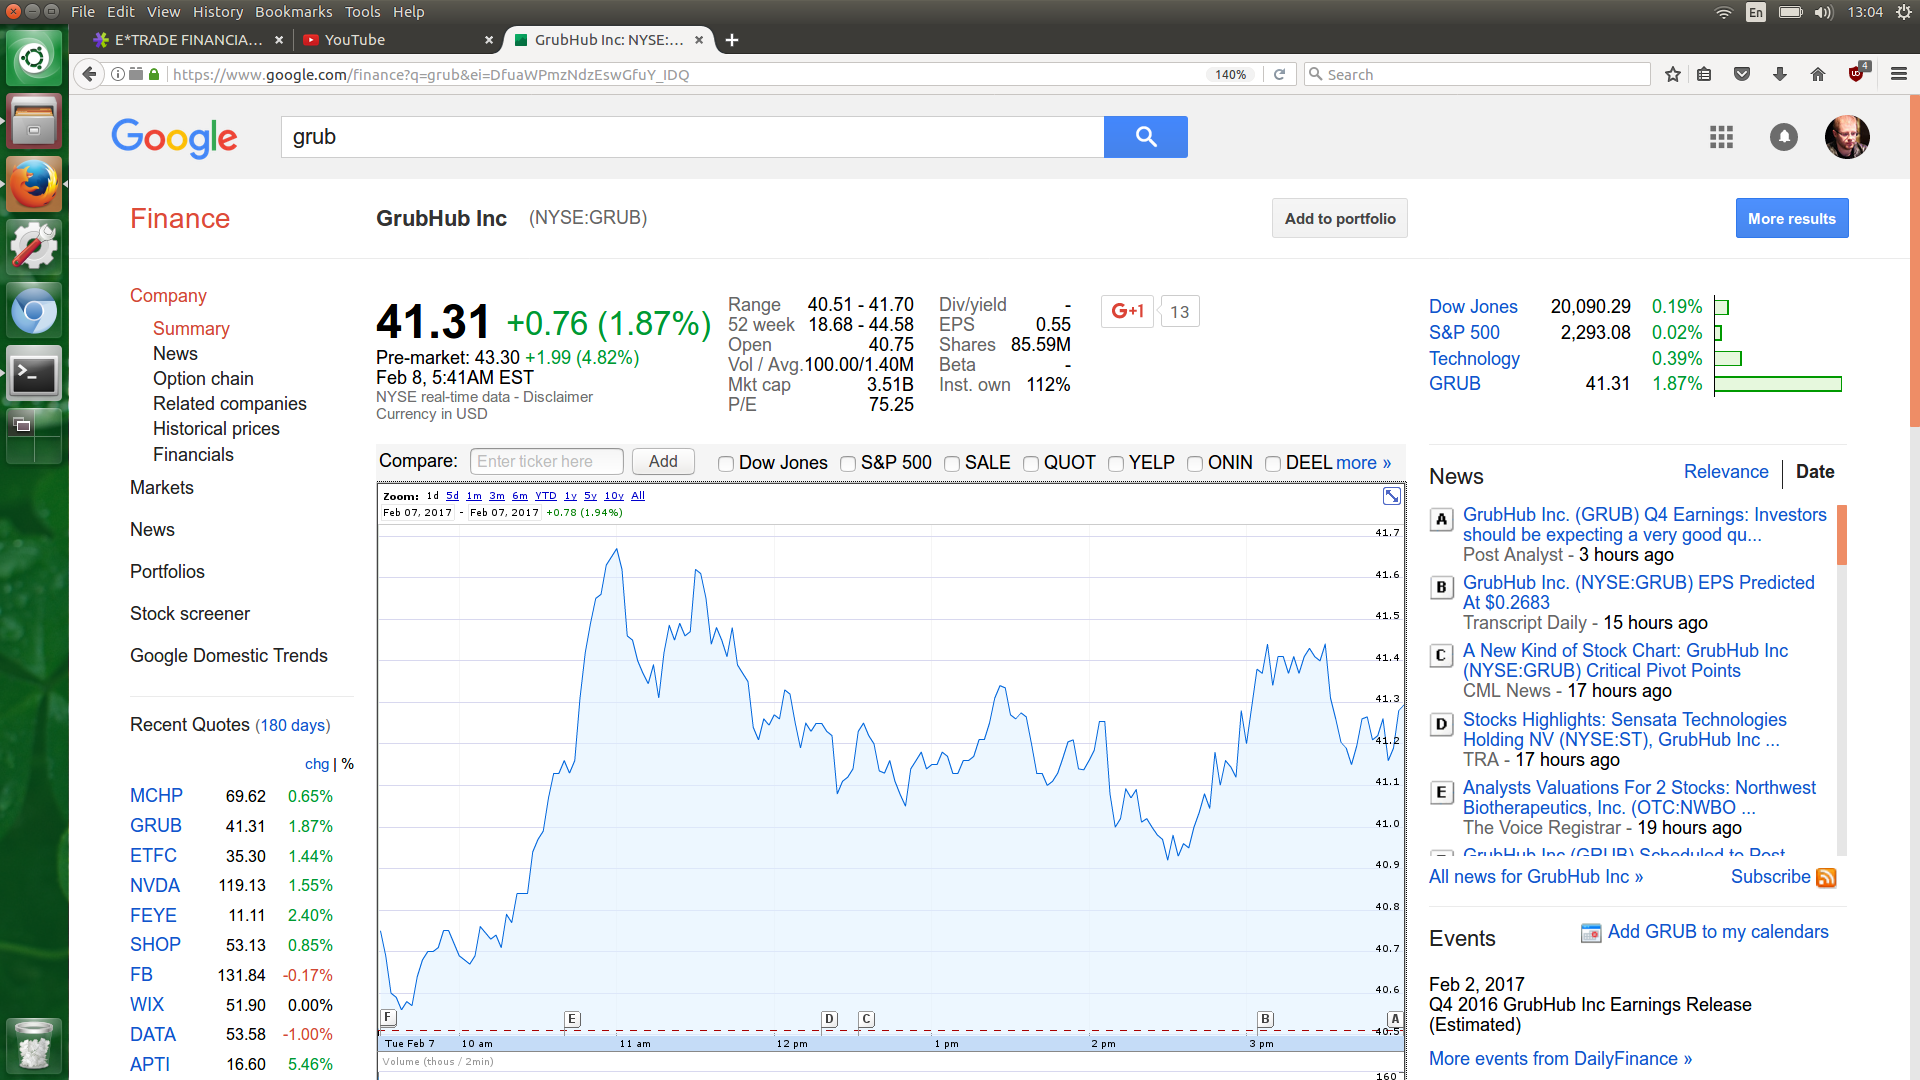 File Edit View History Bookmarks Tools Help
En 13:04
E*TRADE FINANCIA...
YouTube
GrubHub Inc: NYSE:...
https://www.google.com/finance?q=grub&ei=DfuaWPmzNdzEswGfuY_IDQ
140%
Search
4
Google
grub
Finance
GrubHub Inc (NYSE:GRUB)
Add to portfolio
More results
Company
Summary
News
Option chain
Related companies
Historical prices
Financials
Markets
News
Portfolios
Stock screener
Google Domestic Trends
Recent Quotes (180 days)
chg | %
MCHP 69.62 0.65%
GRUB 41.31 1.87%
ETFC 35.30 1.44%
NVDA 119.13 1.55%
FEYE 11.11 2.40%
SHOP 53.13 0.85%
FB 131.84 -0.17%
WIX 51.90 0.00%
DATA 53.58 -1.00%
APTI 16.60 5.46%
41.31 +0.76 (1.87%)
Pre-market: 43.30 +1.99 (4.82%)
Feb 8, 5:41AM EST
NYSE real-time data - Disclaimer
Currency in USD
Range 40.51 - 41.70
52 week 18.68 - 44.58
Open 40.75
Vol / Avg. 100.00/1.40M
Mkt cap 3.51B
P/E 75.25
Div/yield -
EPS 0.55
Shares 85.59M
Beta -
Inst. own 112%
G+1 13
Dow Jones 20,090.29 0.19%
S&P 500 2,293.08 0.02%
Technology 0.39%
GRUB 41.31 1.87%
Compare: Enter ticker here Add Dow Jones S&P 500 SALE QUOT YELP ONIN DEEL more »
Zoom: 1d 5d 1m 3m 6m YTD 1y 5y 10y All
Feb 07, 2017 - Feb 07, 2017 +0.78 (1.94%)
41.7
41.6
41.5
41.4
41.3
41.2
41.1
41.0
40.9
40.8
40.7
40.6
40.5
F E D C B A
Tue Feb 7 10 am 11 am 12 pm 1 pm 2 pm 3 pm
Volume (thous / 2min)
160
News
Relevance | Date
A GrubHub Inc. (GRUB) Q4 Earnings: Investors
should be expecting a very good qu...
Post Analyst - 3 hours ago
B GrubHub Inc. (NYSE:GRUB) EPS Predicted
At $0.2683
Transcript Daily - 15 hours ago
C A New Kind of Stock Chart: GrubHub Inc
(NYSE:GRUB) Critical Pivot Points
CML News - 17 hours ago
D Stocks Highlights: Sensata Technologies
Holding NV (NYSE:ST), GrubHub Inc ...
TRA - 17 hours ago
E Analysts Valuations For 2 Stocks: Northwest
Biotherapeutics, Inc. (OTC:NWBO ...
The Voice Registrar - 19 hours ago
GrubHub Inc (GRUB) Scheduled to Post
All news for GrubHub Inc »
Subscribe
Events
Add GRUB to my calendars
Feb 2, 2017
Q4 2016 GrubHub Inc Earnings Release
(Estimated)
More events from DailyFinance »